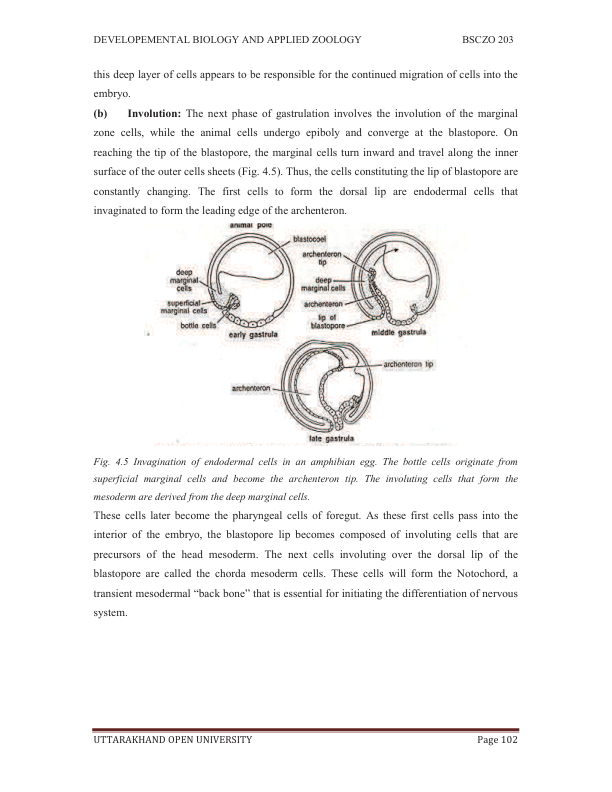 DEVELOPEMENTAL BIOLOGY AND APPLIED ZOOLOGY BSCZO 203
this deep layer of cells appears to be responsible for the continued migration of cells into the
embryo.
(b) Involution: The next phase of gastrulation involves the involution of the marginal
zone cells, while the animal cells undergo epiboly and converge at the blastopore. On
reaching the tip of the blastopore, the marginal cells turn inward and travel along the inner
surface of the outer cells sheets (Fig. 4.5). Thus, the cells constituting the lip of blastopore are
constantly changing. The first cells to form the dorsal lip are endodermal cells that
invaginated to form the leading edge of the archenteron.
animal pole
blastocoel
deep
marginal
cells
superficial
marginal cells
bottle cells
early gastrula
archenteron
tip
deep
marginal cells
archenteron
lip of
blastopore
middle gastrula
archenteron tip
archenteron
late gastrula
Fig. 4.5 Invagination of endodermal cells in an amphibian egg. The bottle cells originate from
superficial marginal cells and become the archenteron tip. The involuting cells that form the
mesoderm are derived from the deep marginal cells.
These cells later become the pharyngeal cells of foregut. As these first cells pass into the
interior of the embryo, the blastopore lip becomes composed of involuting cells that are
precursors of the head mesoderm. The next cells involuting over the dorsal lip of the
blastopore are called the chorda mesoderm cells. These cells will form the Notochord, a
transient mesodermal “back bone” that is essential for initiating the differentiation of nervous
system.
UTTARAKHAND OPEN UNIVERSITY Page 102